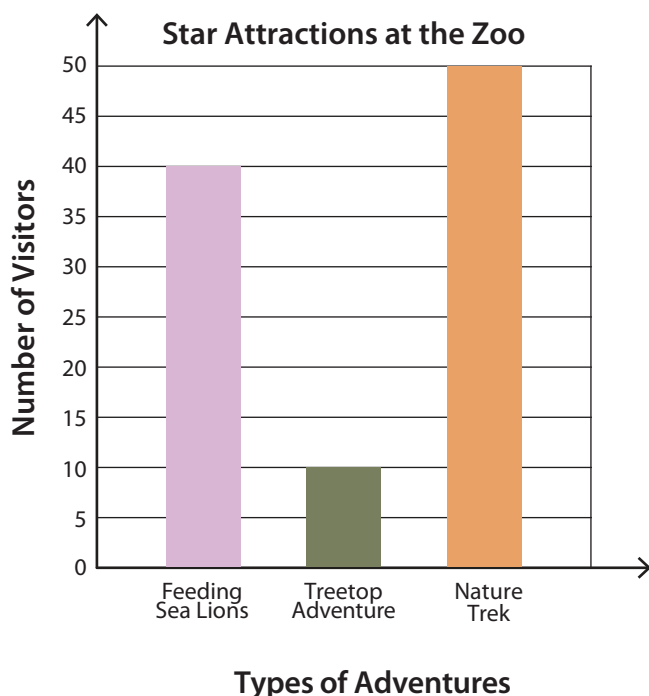 Star Attractions at the Zoo
Number of Visitors
50
45
40
35
30
25
20
15
10
5
0
Feeding
Sea Lions
Treetop
Adventure
Nature
Trek
Types of Adventures